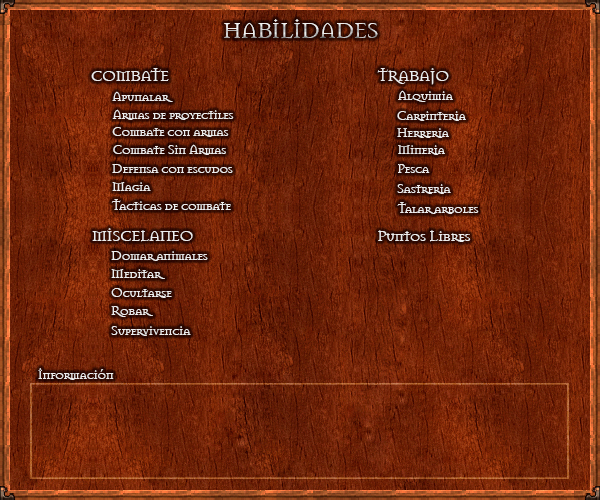 HABILIDADES
COMBATE
Apuñalar
Armas de proyectiles
Combate con armas
Combate Sin Armas
Defensa con escudos
Magia
Tacticas de combate
MISCELANEO
Domar animales
Meditar
Ocultarse
Robar
Supervivencia
TRABAJO
Alquimia
Carpinteria
Herreria
Mineria
Pesca
Sastreria
Talar arboles
Puntos Libres
Información